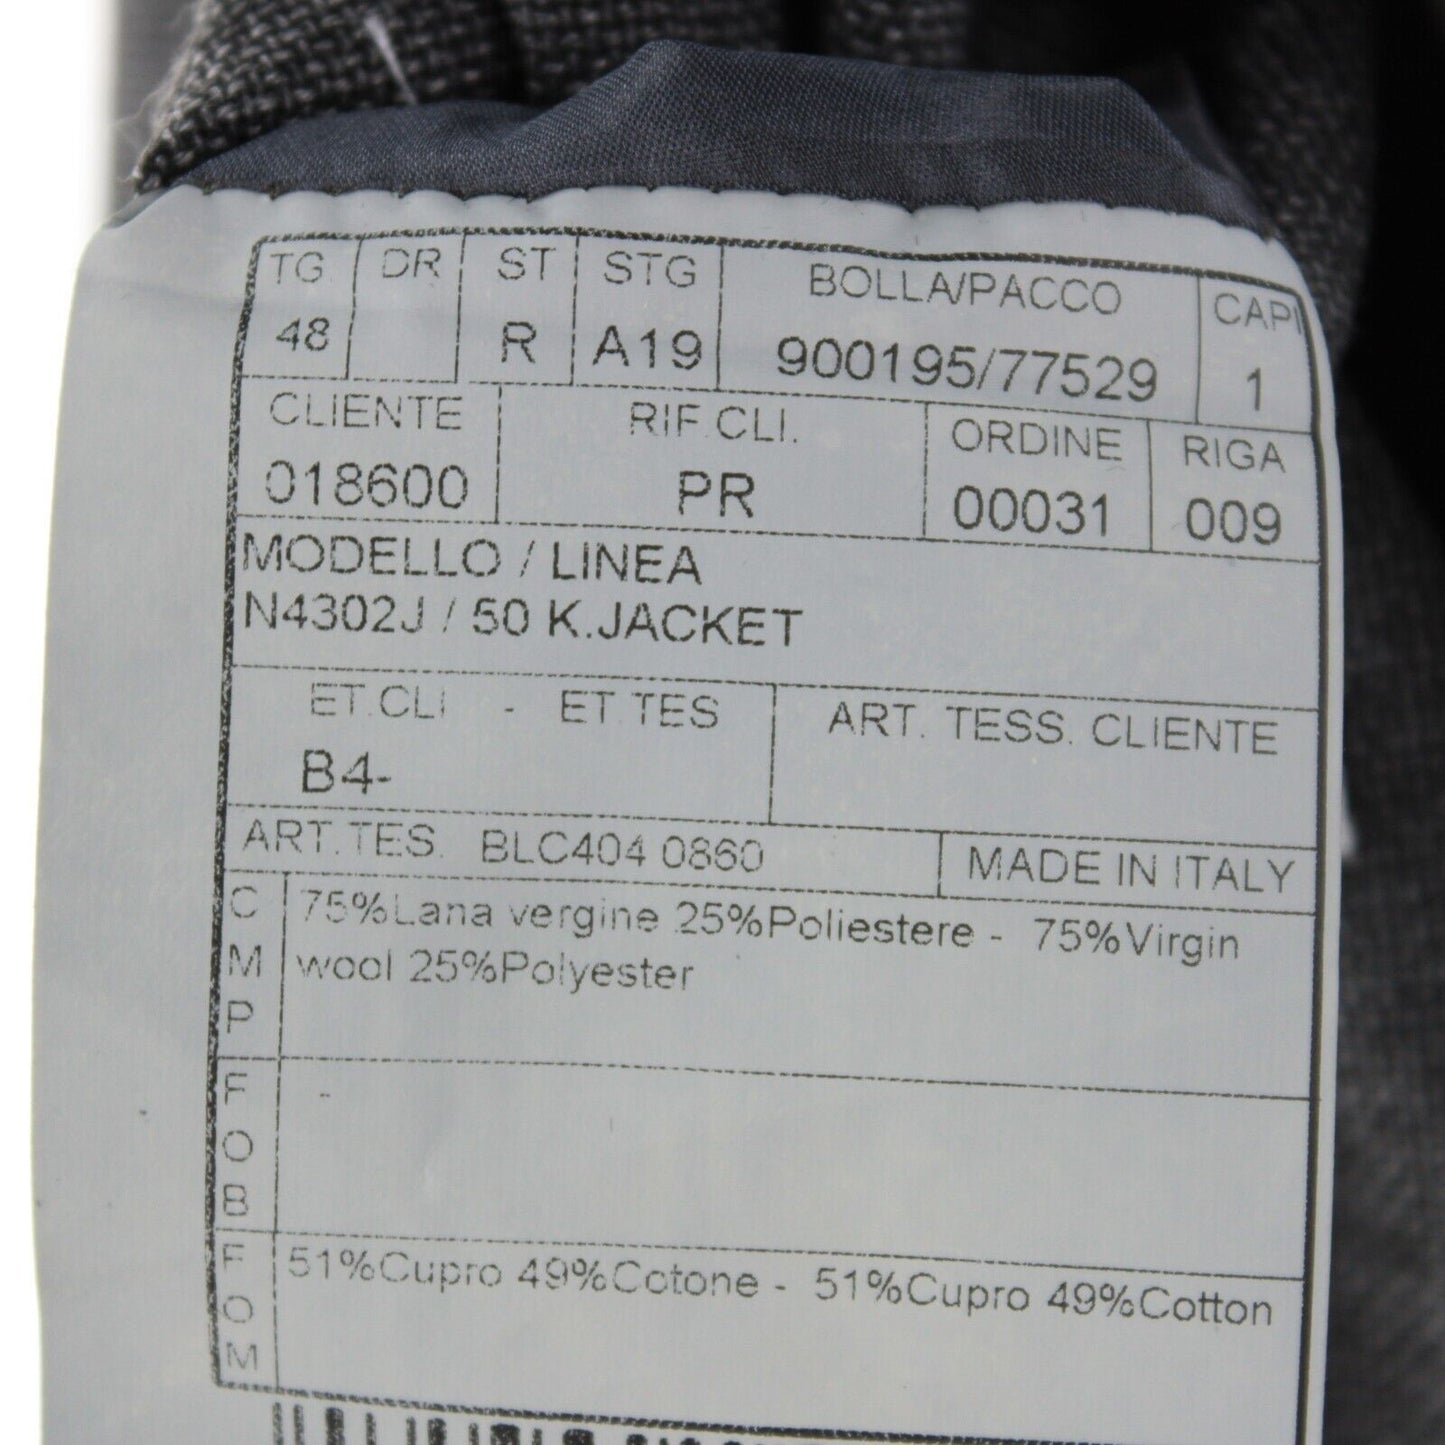 TG. DR ST STG BOLLA/PACCO CAPI
48 R A19 900195/77529 1
CLIENTE RIF.CLI. ORDINE RIGA
018600 PR 00031 009
MODELLO / LINEA
N4302J / 50 K.JACKET
ET.CLI - ET.TES ART. TESS. CLIENTE
B4-
ART.TES. BLC404 0860 MADE IN ITALY
CMP 75%Lana vergine 25%Poliestere - 75%Virgin
wool 25%Polyester
FOB -
FOM 51%Cupro 49%Cotone - 51%Cupro 49%Cotton